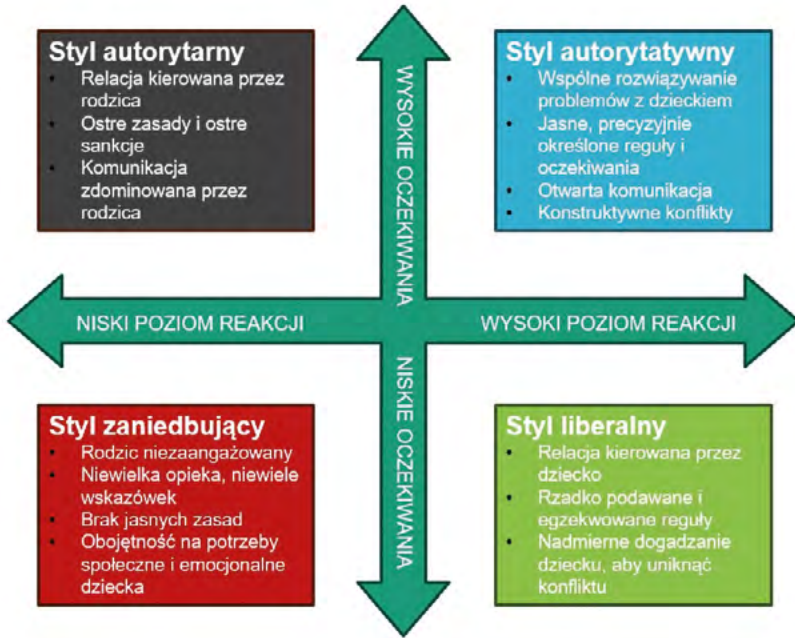 Styl autorytarny
• Relacja kierowana przez
rodzica
• Ostre zasady i ostre
sankcje
• Komunikacja
zdominowana przez
rodzica
WYSOKIE OCZEKIWANIA
Styl autorytatywny
• Wspólne rozwiązywanie
problemów z dzieckiem
• Jasne, precyzyjnie
określone reguły i
oczekiwania
• Otwarta komunikacja
• Konstruktywne konflikty
NISKI POZIOM REAKCJI
WYSOKI POZIOM REAKCJI
Styl zaniedbujący
• Rodzic niezaangażowany
• Niewielka opieka, niewiele
wskazówek
• Brak jasnych zasad
• Obojętność na potrzeby
społeczne i emocjonalne
dziecka
NISKIE OCZEKIWANIA
Styl liberalny
• Relacja kierowana przez
dziecko
• Rzadko podawane i
egzekwowane reguły
• Nadmierne dogadzanie
dziecku, aby uniknąć
konfliktu